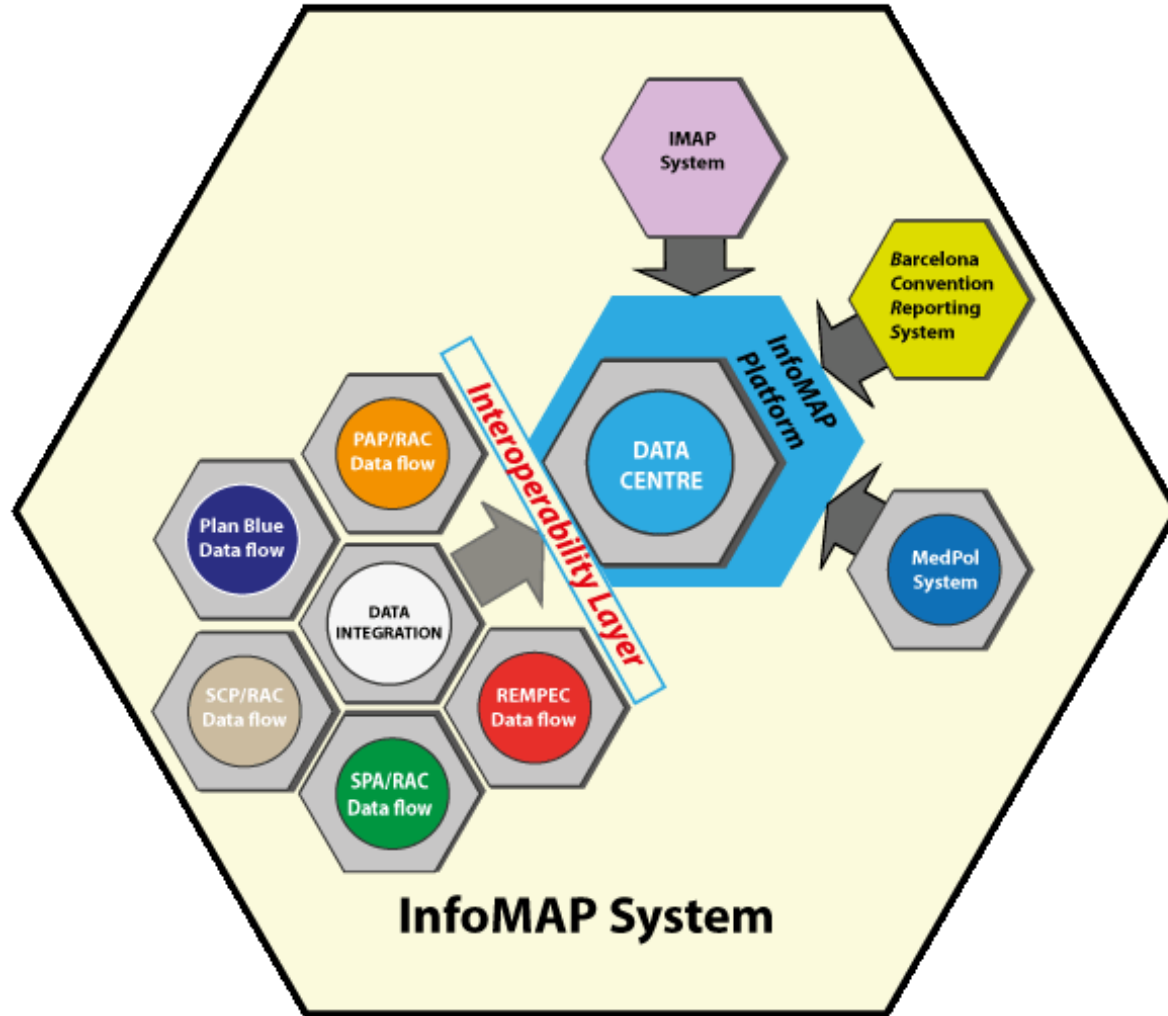 IMAP
System
Barcelona
Convention
Reporting
System
InfoMAP
Platform
DATA
CENTRE
Interoperability Layer
PAP/RAC
Data flow
Plan Blue
Data flow
DATA
INTEGRATION
MedPol
System
SCP/RAC
Data flow
REMPEC
Data flow
SPA/RAC
Data flow
InfoMAP System